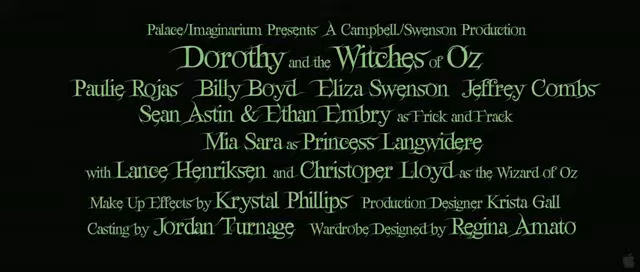 Palace/Imaginarium Presents A Campbell/Swenson Production
Dorothy and the Witches of Oz
Paulie Rojas Billy Boyd Eliza Swenson Jeffrey Combs
Sean Astin & Ethan Embry as Frick and Frack
Mia Sara as Princess Langwidere
with Lance Henriksen and Christoper Lloyd as the Wizard of Oz
Make Up Effects by Krystal Phillips Production Designer Krista Gall
Casting by Jordan Turnage Wardrobe Designed by Regina Amato